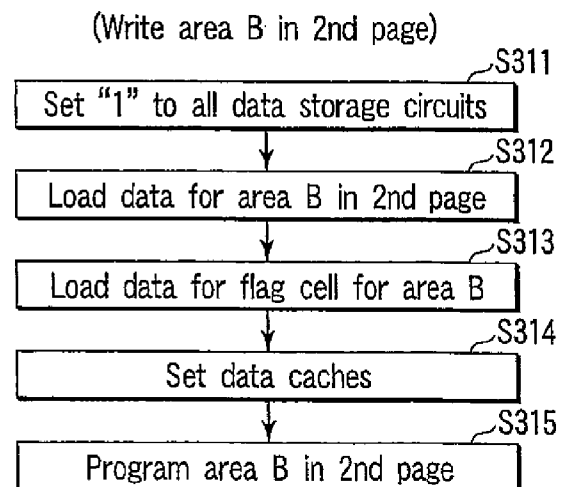 (Write area B in 2nd page)
S311
Set "1" to all data storage circuits
S312
Load data for area B in 2nd page
S313
Load data for flag cell for area B
S314
Set data caches
S315
Program area B in 2nd page